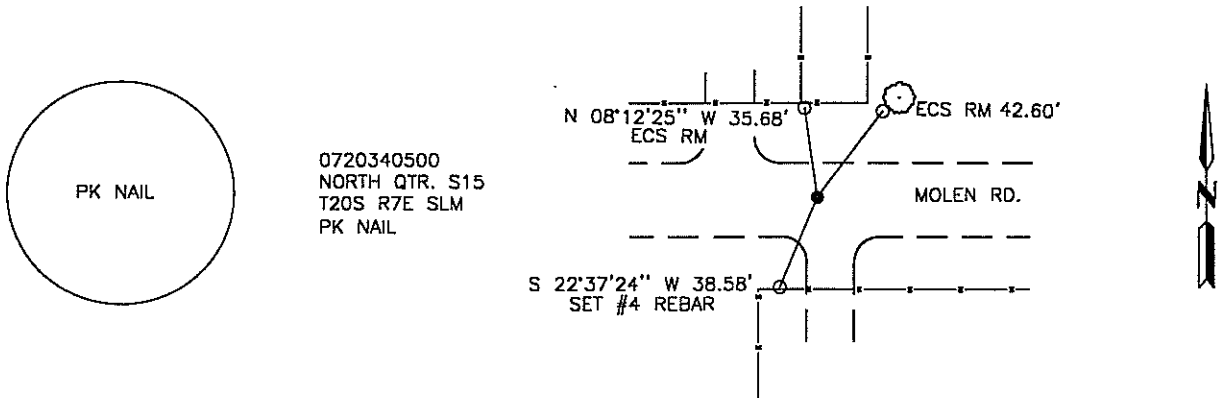 PK NAIL
0720340500
NORTH QTR. S15
T20S R7E SLM
PK NAIL
N 08°12'25" W 35.68'
ECS RM
ECS RM 42.60'
MOLEN RD.
S 22°37'24" W 38.58'
SET #4 REBAR
N